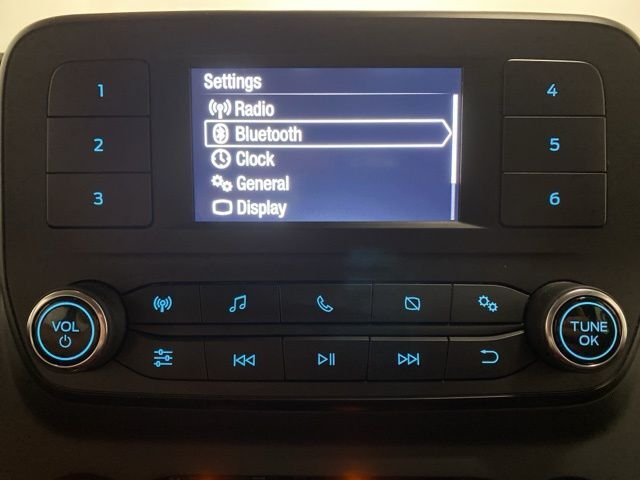 Settings
Radio
Bluetooth
Clock
General
Display
1
2
3
4
5
6
VOL
TUNE
OK